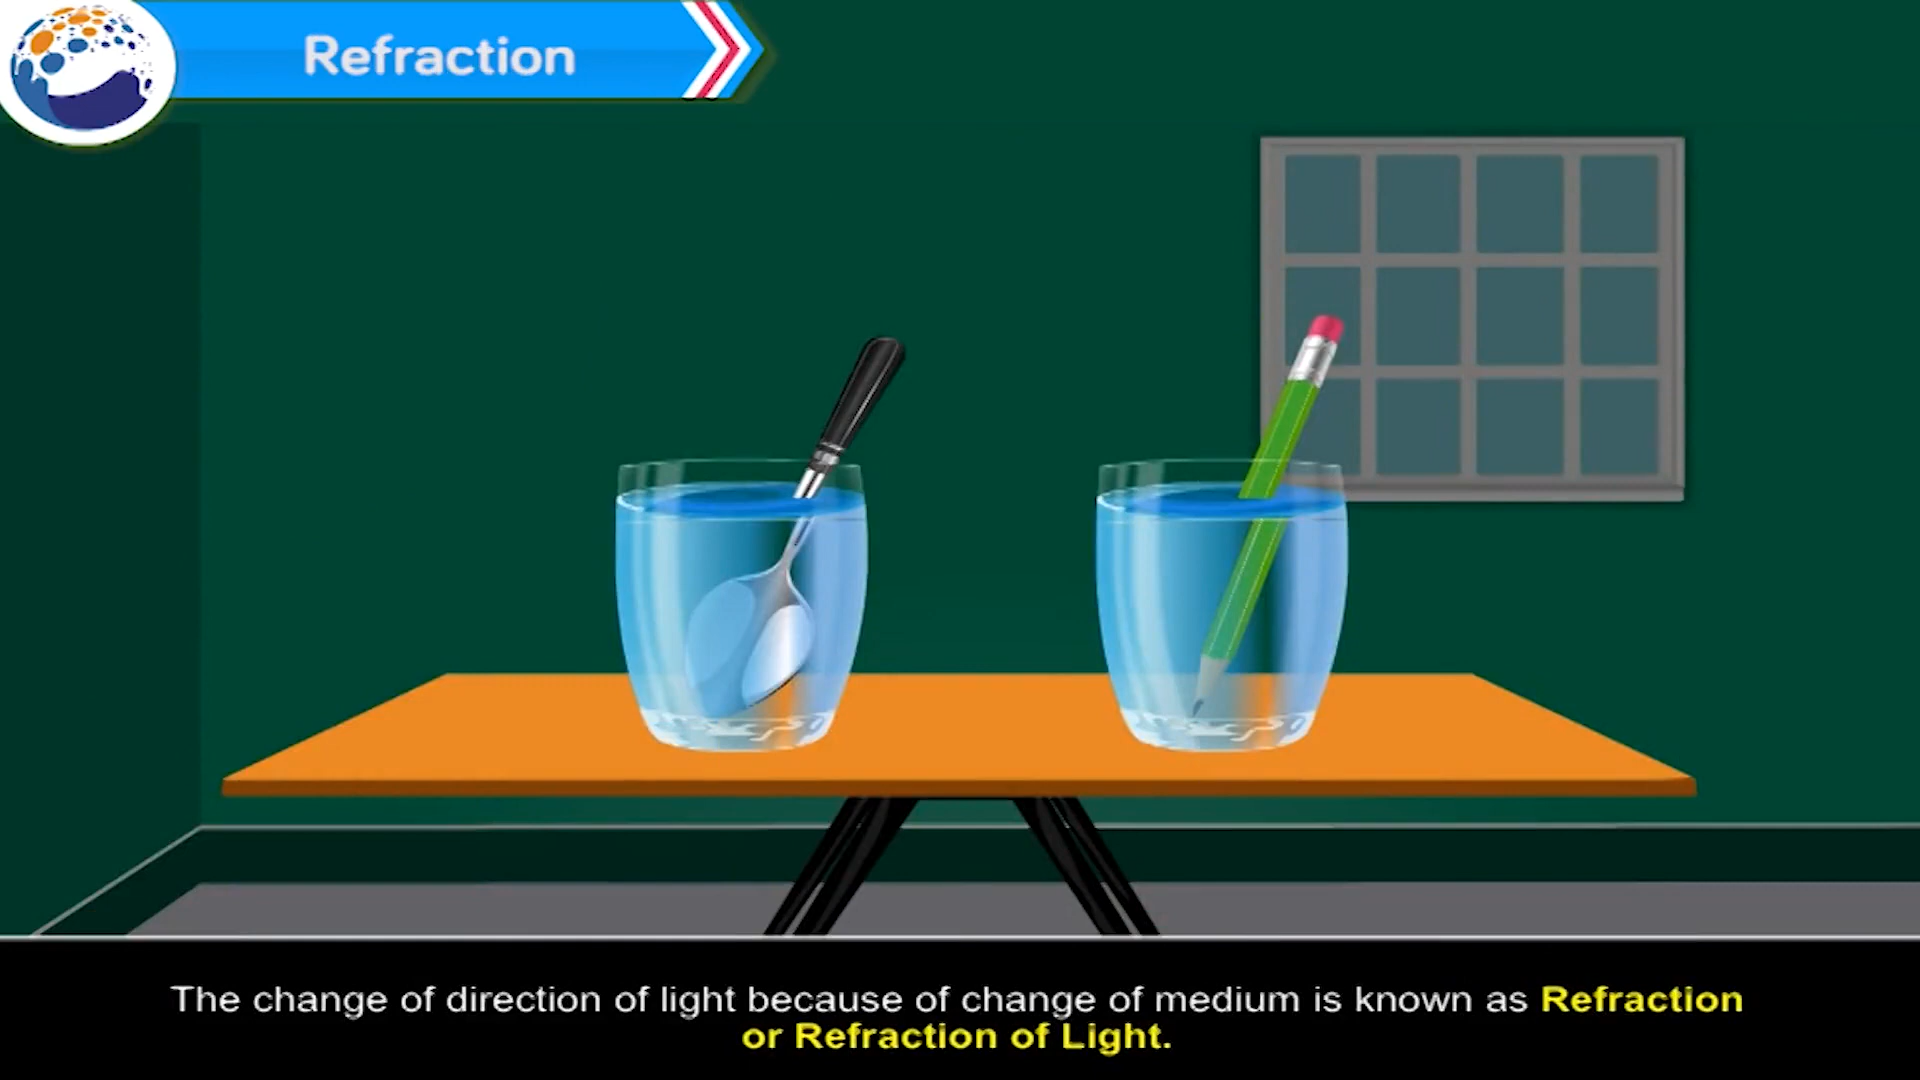 Refraction
The change of direction of light because of change of medium is known as Refraction
or Refraction of Light.